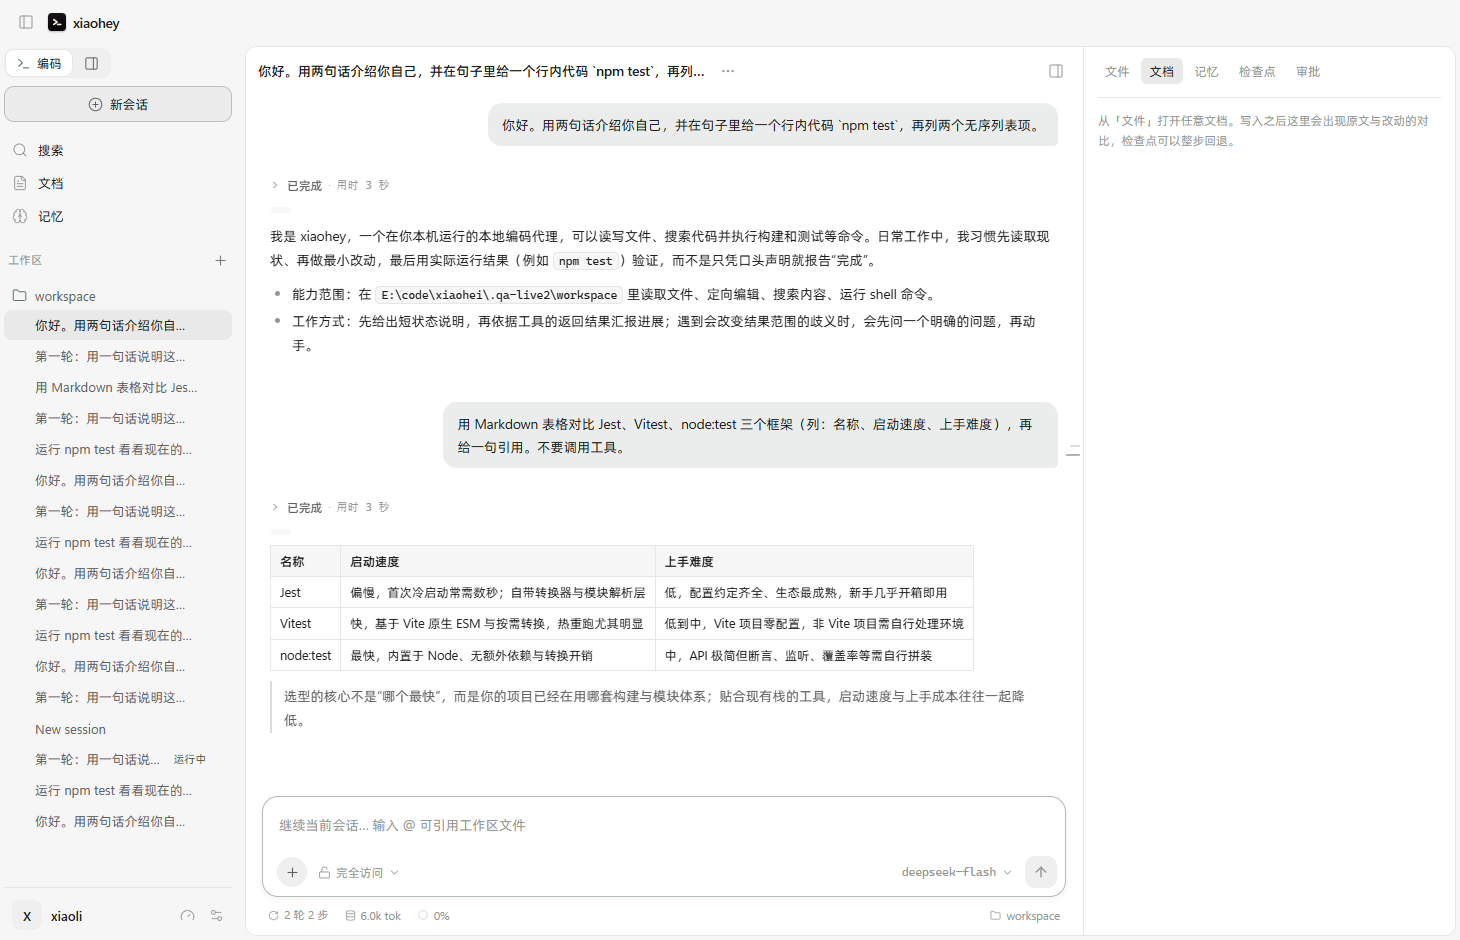 xiaohey
编码
新会话
搜索
文档
记忆
工作区
workspace
你好。用两句话介绍你自...
第一轮：用一句话说明这...
用 Markdown 表格对比 Jes...
第一轮：用一句话说明这...
运行 npm test 看看现在的...
你好。用两句话介绍你自...
第一轮：用一句话说明这...
运行 npm test 看看现在的...
你好。用两句话介绍你自...
第一轮：用一句话说明这...
运行 npm test 看看现在的...
你好。用两句话介绍你自...
第一轮：用一句话说明这...
New session
第一轮：用一句话说... 运行中
运行 npm test 看看现在的...
你好。用两句话介绍你自...
X xiaoli
你好。用两句话介绍你自己，并在句子里给一个行内代码 `npm test`，再列... ...
你好。用两句话介绍你自己，并在句子里给一个行内代码 `npm test`，再列两个无序列表项。
已完成 · 用时 3 秒
我是 xiaohey，一个在你本机运行的本地编码代理，可以读写文件、搜索代码并执行构建和测试等命令。日常工作中，我习惯先读取现
状、再做最小改动，最后用实际运行结果（例如 npm test ）验证，而不是只凭口头声明就报告“完成”。
• 能力范围：在 E:\code\xiaohei\.qa-live2\workspace 里读取文件、定向编辑、搜索内容、运行 shell 命令。
• 工作方式：先给出短状态说明，再依据工具的返回结果汇报进展；遇到会改变结果范围的歧义时，会先问一个明确的问题，再动
手。
用 Markdown 表格对比 Jest、Vitest、node:test 三个框架（列：名称、启动速度、上手难度），再
给一句引用。不要调用工具。
已完成 · 用时 3 秒
名称 启动速度 上手难度
Jest 偏慢，首次冷启动常需数秒；自带转换器与模块解析层 低，配置约定齐全、生态最成熟，新手几乎开箱即用
Vitest 快，基于 Vite 原生 ESM 与按需转换，热重跑尤其明显 低到中，Vite 项目零配置，非 Vite 项目需自行处理环境
node:test 最快，内置于 Node、无额外依赖与转换开销 中，API 极简但断言、监听、覆盖率等需自行拼装
选型的核心不是“哪个最快”，而是你的项目已经在用哪套构建与模块体系；贴合现有栈的工具，启动速度与上手成本往往一起降
低。
继续当前会话... 输入 @ 可引用工作区文件
完全访问
deepseek-flash
2 轮 2 步 6.0k tok 0%
workspace
文件 文档 记忆 检查点 审批
从「文件」打开任意文档。写入之后这里会出现原文与改动的对
比，检查点可以整步回退。